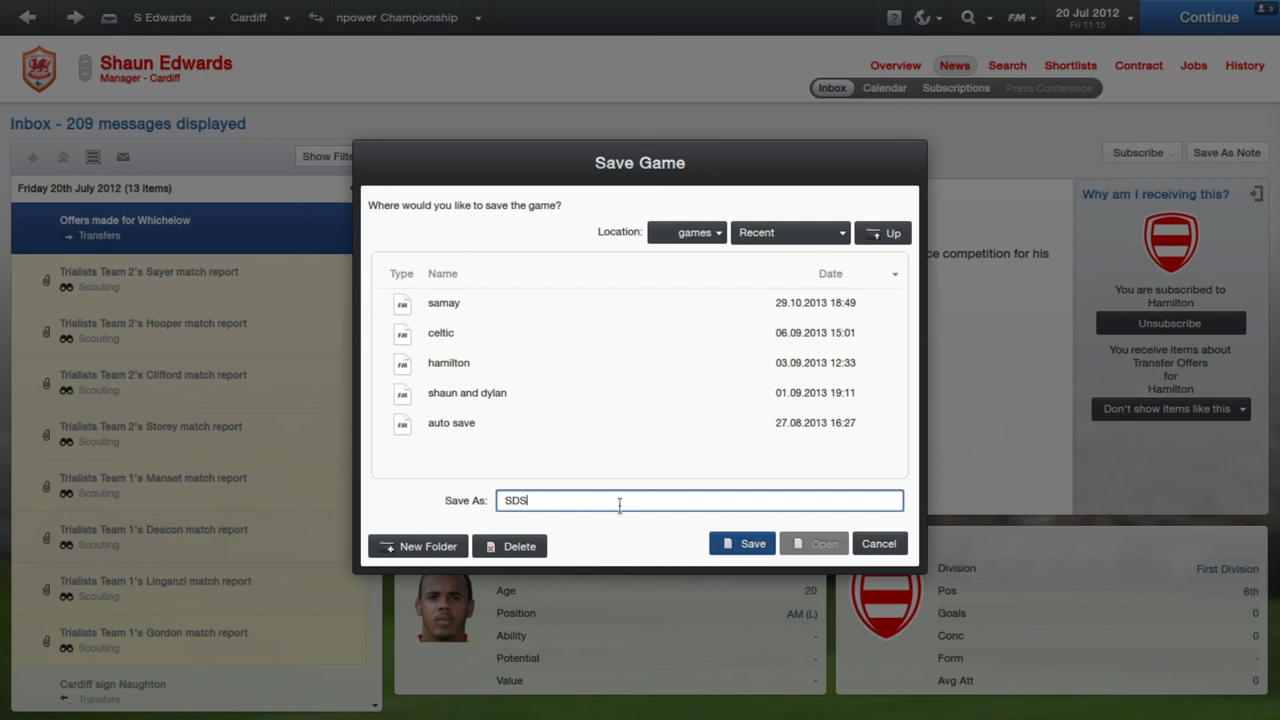 S Edwards
Cardiff
npower Championship
?
FM
20 Jul 2012
Fri 11:15
Continue
3
Shaun Edwards
Manager - Cardiff
Overview
News
Search
Shortlists
Contract
Jobs
History
Inbox
Calendar
Subscriptions
Press Conference
Inbox - 209 messages displayed
Show Filte
Subscribe
Save As Note
Friday 20th July 2012 (13 items)
Offers made for Whichelow
Transfers
Trialists Team 2's Sayer match report
Scouting
Trialists Team 2's Hooper match report
Scouting
Trialists Team 2's Clifford match report
Scouting
Trialists Team 2's Storey match report
Scouting
Trialists Team 1's Manset match report
Scouting
Trialists Team 1's Deacon match report
Scouting
Trialists Team 1's Linganzi match report
Scouting
Trialists Team 1's Gordon match report
Scouting
Cardiff sign Naughton
Transfers
Save Game
Where would you like to save the game?
Location:
games
Recent
Up
Type
Name
Date
FM
samay
29.10.2013 18:49
FM
celtic
06.09.2013 15:01
FM
hamilton
03.09.2013 12:33
FM
shaun and dylan
01.09.2013 19:11
FM
auto save
27.08.2013 16:27
Save As:
SDS
New Folder
Delete
Save
Open
Cancel
ce competition for his
Why am I receiving this?
You are subscribed to
Hamilton
Unsubscribe
You receive items about
Transfer Offers
for
Hamilton
Don't show items like this
Age
20
Position
AM (L)
Ability
-
Potential
-
Value
-
Division
First Division
Pos
6th
Goals
0
Conc
0
Form
-
Avg Att
0